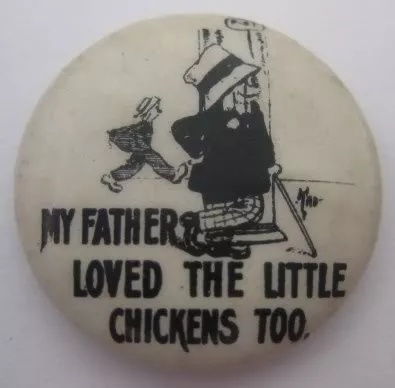 MY FATHER
LOVED THE LITTLE
CHICKENS TOO.